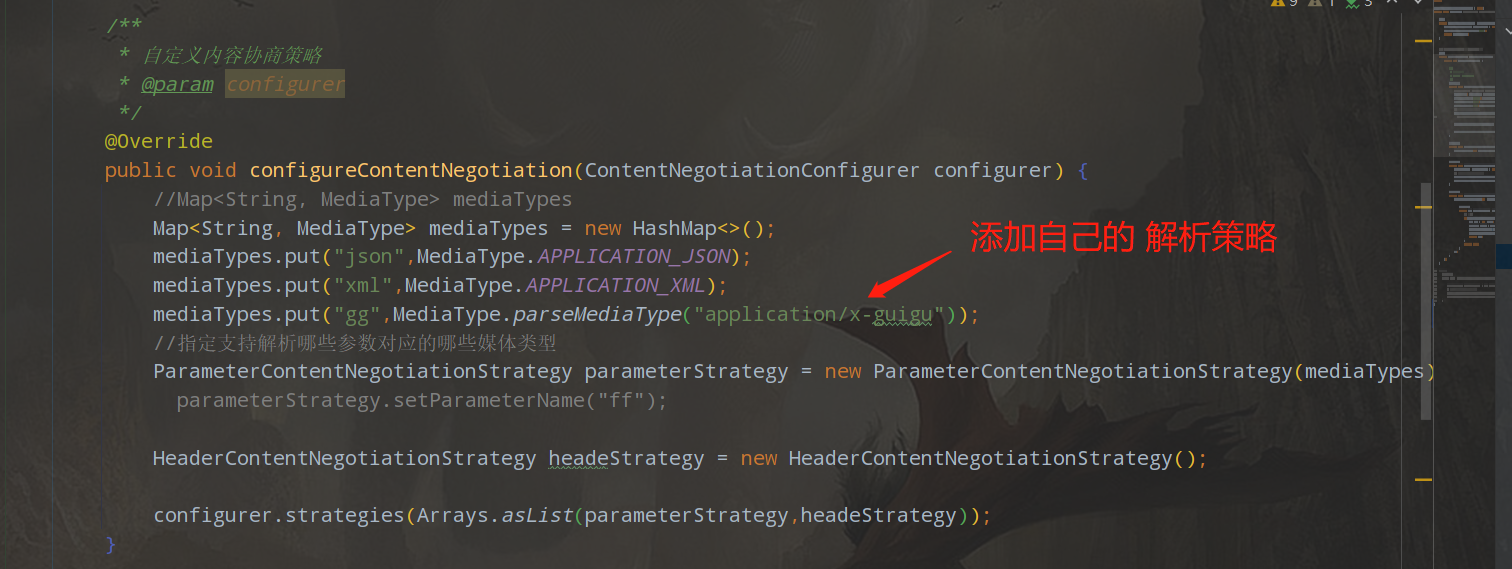 9 1 5
/**
* 自定义内容协商策略
* @param configurer
*/
@Override
public void configureContentNegotiation(ContentNegotiationConfigurer configurer) {
//Map<String, MediaType> mediaTypes
Map<String, MediaType> mediaTypes = new HashMap<>();
mediaTypes.put("json",MediaType.APPLICATION_JSON);
mediaTypes.put("xml",MediaType.APPLICATION_XML);
mediaTypes.put("gg",MediaType.parseMediaType("application/x-guigu"));
添加自己的 解析策略
//指定支持解析哪些参数对应的哪些媒体类型
ParameterContentNegotiationStrategy parameterStrategy = new ParameterContentNegotiationStrategy(mediaTypes)
parameterStrategy.setParameterName("ff");
HeaderContentNegotiationStrategy headeStrategy = new HeaderContentNegotiationStrategy();
configurer.strategies(Arrays.asList(parameterStrategy,headeStrategy));
}